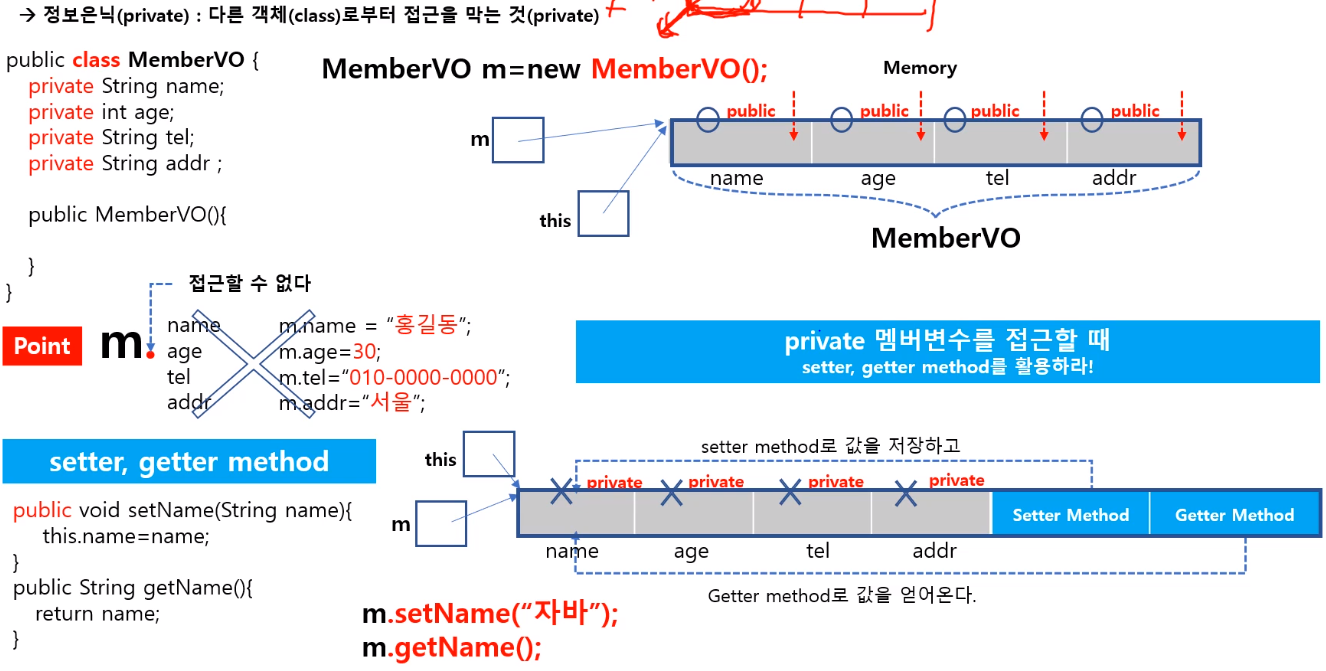 → 정보은닉(private) : 다른 객체(class)로부터 접근을 막는 것(private)
public class MemberVO {
private String name;
private int age;
private String tel;
private String addr ;
public MemberVO(){
}
}
MemberVO m=new MemberVO();
Memory
public public public public
m
name age tel addr
this
MemberVO
접근할 수 없다
Point
m.
name
age
tel
addr
m.name = “홍길동”;
m.age=30;
m.tel=“010-0000-0000”;
m.addr=“서울”;
private 멤버변수를 접근할 때
setter, getter method를 활용하라!
setter, getter method
public void setName(String name){
this.name=name;
}
public String getName(){
return name;
}
setter method로 값을 저장하고
this
private private private private
m
Setter Method Getter Method
name age tel addr
Getter method로 값을 얻어온다.
m.setName(“자바”);
m.getName();